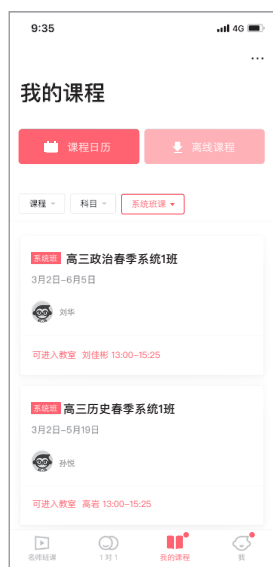 9:35 4G
...
我的课程
课程日历 离线课程
课程 科目 系统班课
系统班 高三政治春季系统1班
3月2日-6月5日
刘华
可进入教室 刘佳彬 13:00-15:25
系统班 高三历史春季系统1班
3月2日-5月19日
孙悦
可进入教室 高岩 13:00-15:25
名师班课 1对1 我的课程 我